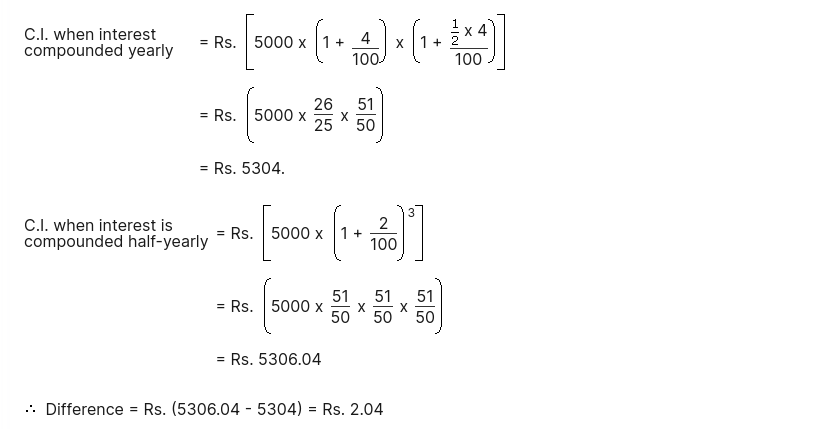 C.I. when interest compounded yearly = Rs. [5000 x (1 + 4/100) x (1 + (1/2 x 4)/100)]
= Rs. (5000 x 26/25 x 51/50)
= Rs. 5304.
C.I. when interest is compounded half-yearly = Rs. [5000 x (1 + 2/100)³]
= Rs. (5000 x 51/50 x 51/50 x 51/50)
= Rs. 5306.04
∴ Difference = Rs. (5306.04 - 5304) = Rs. 2.04